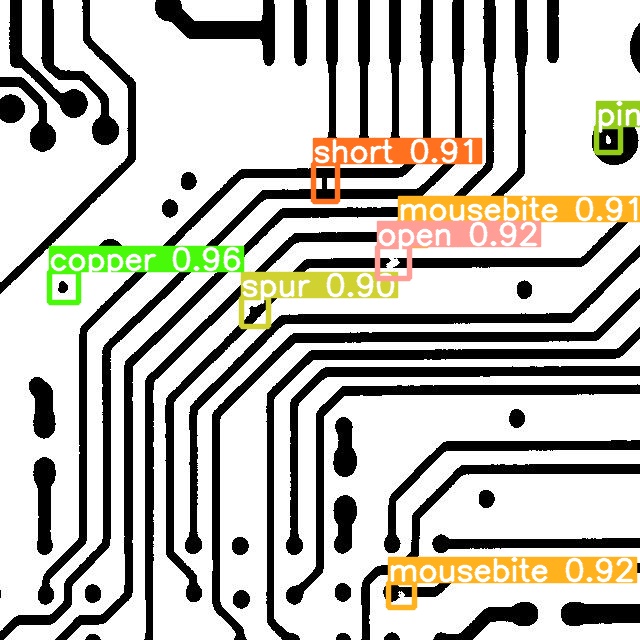 pin
short 0.91
mousebite 0.91
open 0.92
copper 0.96
spur 0.90
mousebite 0.92